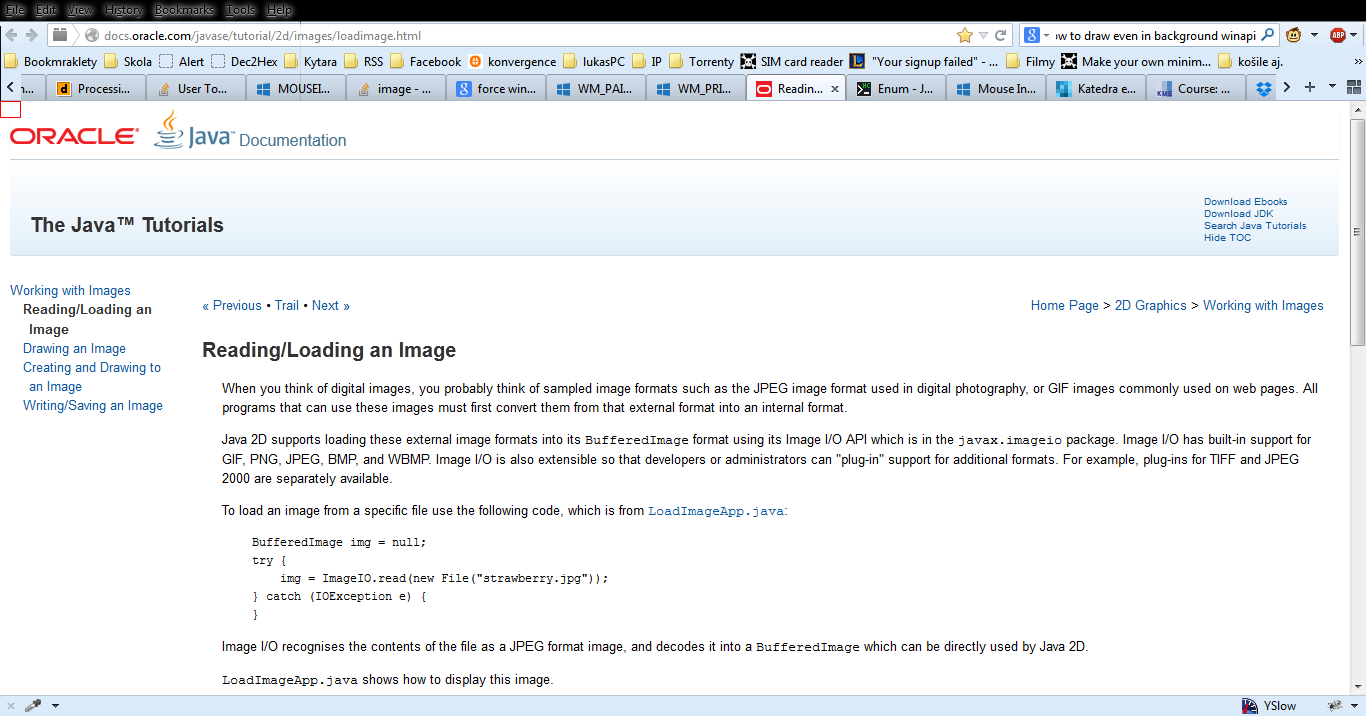 File Edit View History Bookmarks Tools Help
docs.oracle.com/javase/tutorial/2d/images/loadimage.html
to draw even in background winapi
ABP
Bookmraklety Skola Alert Dec2Hex Kytara RSS Facebook konvergence lukasPC IP Torrenty SIM card reader "Your signup failed" - ... Filmy Make your own minim... košile aj.
Processi... User To... MOUSEI... image - ... force win... WM_PAI... WM_PRI... Readin... Enum - J... Mouse In... Katedra e... Course: ...
ORACLE Java™ Documentation
The Java™ Tutorials
Download Ebooks
Download JDK
Search Java Tutorials
Hide TOC
Working with Images
Reading/Loading an
Image
Drawing an Image
Creating and Drawing to
an Image
Writing/Saving an Image
« Previous • Trail • Next »
Home Page > 2D Graphics > Working with Images
Reading/Loading an Image
When you think of digital images, you probably think of sampled image formats such as the JPEG image format used in digital photography, or GIF images commonly used on web pages. All
programs that can use these images must first convert them from that external format into an internal format.
Java 2D supports loading these external image formats into its BufferedImage format using its Image I/O API which is in the javax.imageio package. Image I/O has built-in support for
GIF, PNG, JPEG, BMP, and WBMP. Image I/O is also extensible so that developers or administrators can "plug-in" support for additional formats. For example, plug-ins for TIFF and JPEG
2000 are separately available.
To load an image from a specific file use the following code, which is from LoadImageApp.java:
BufferedImage img = null;
try {
img = ImageIO.read(new File("strawberry.jpg"));
} catch (IOException e) {
}
Image I/O recognises the contents of the file as a JPEG format image, and decodes it into a BufferedImage which can be directly used by Java 2D.
LoadImageApp.java shows how to display this image.
YSlow